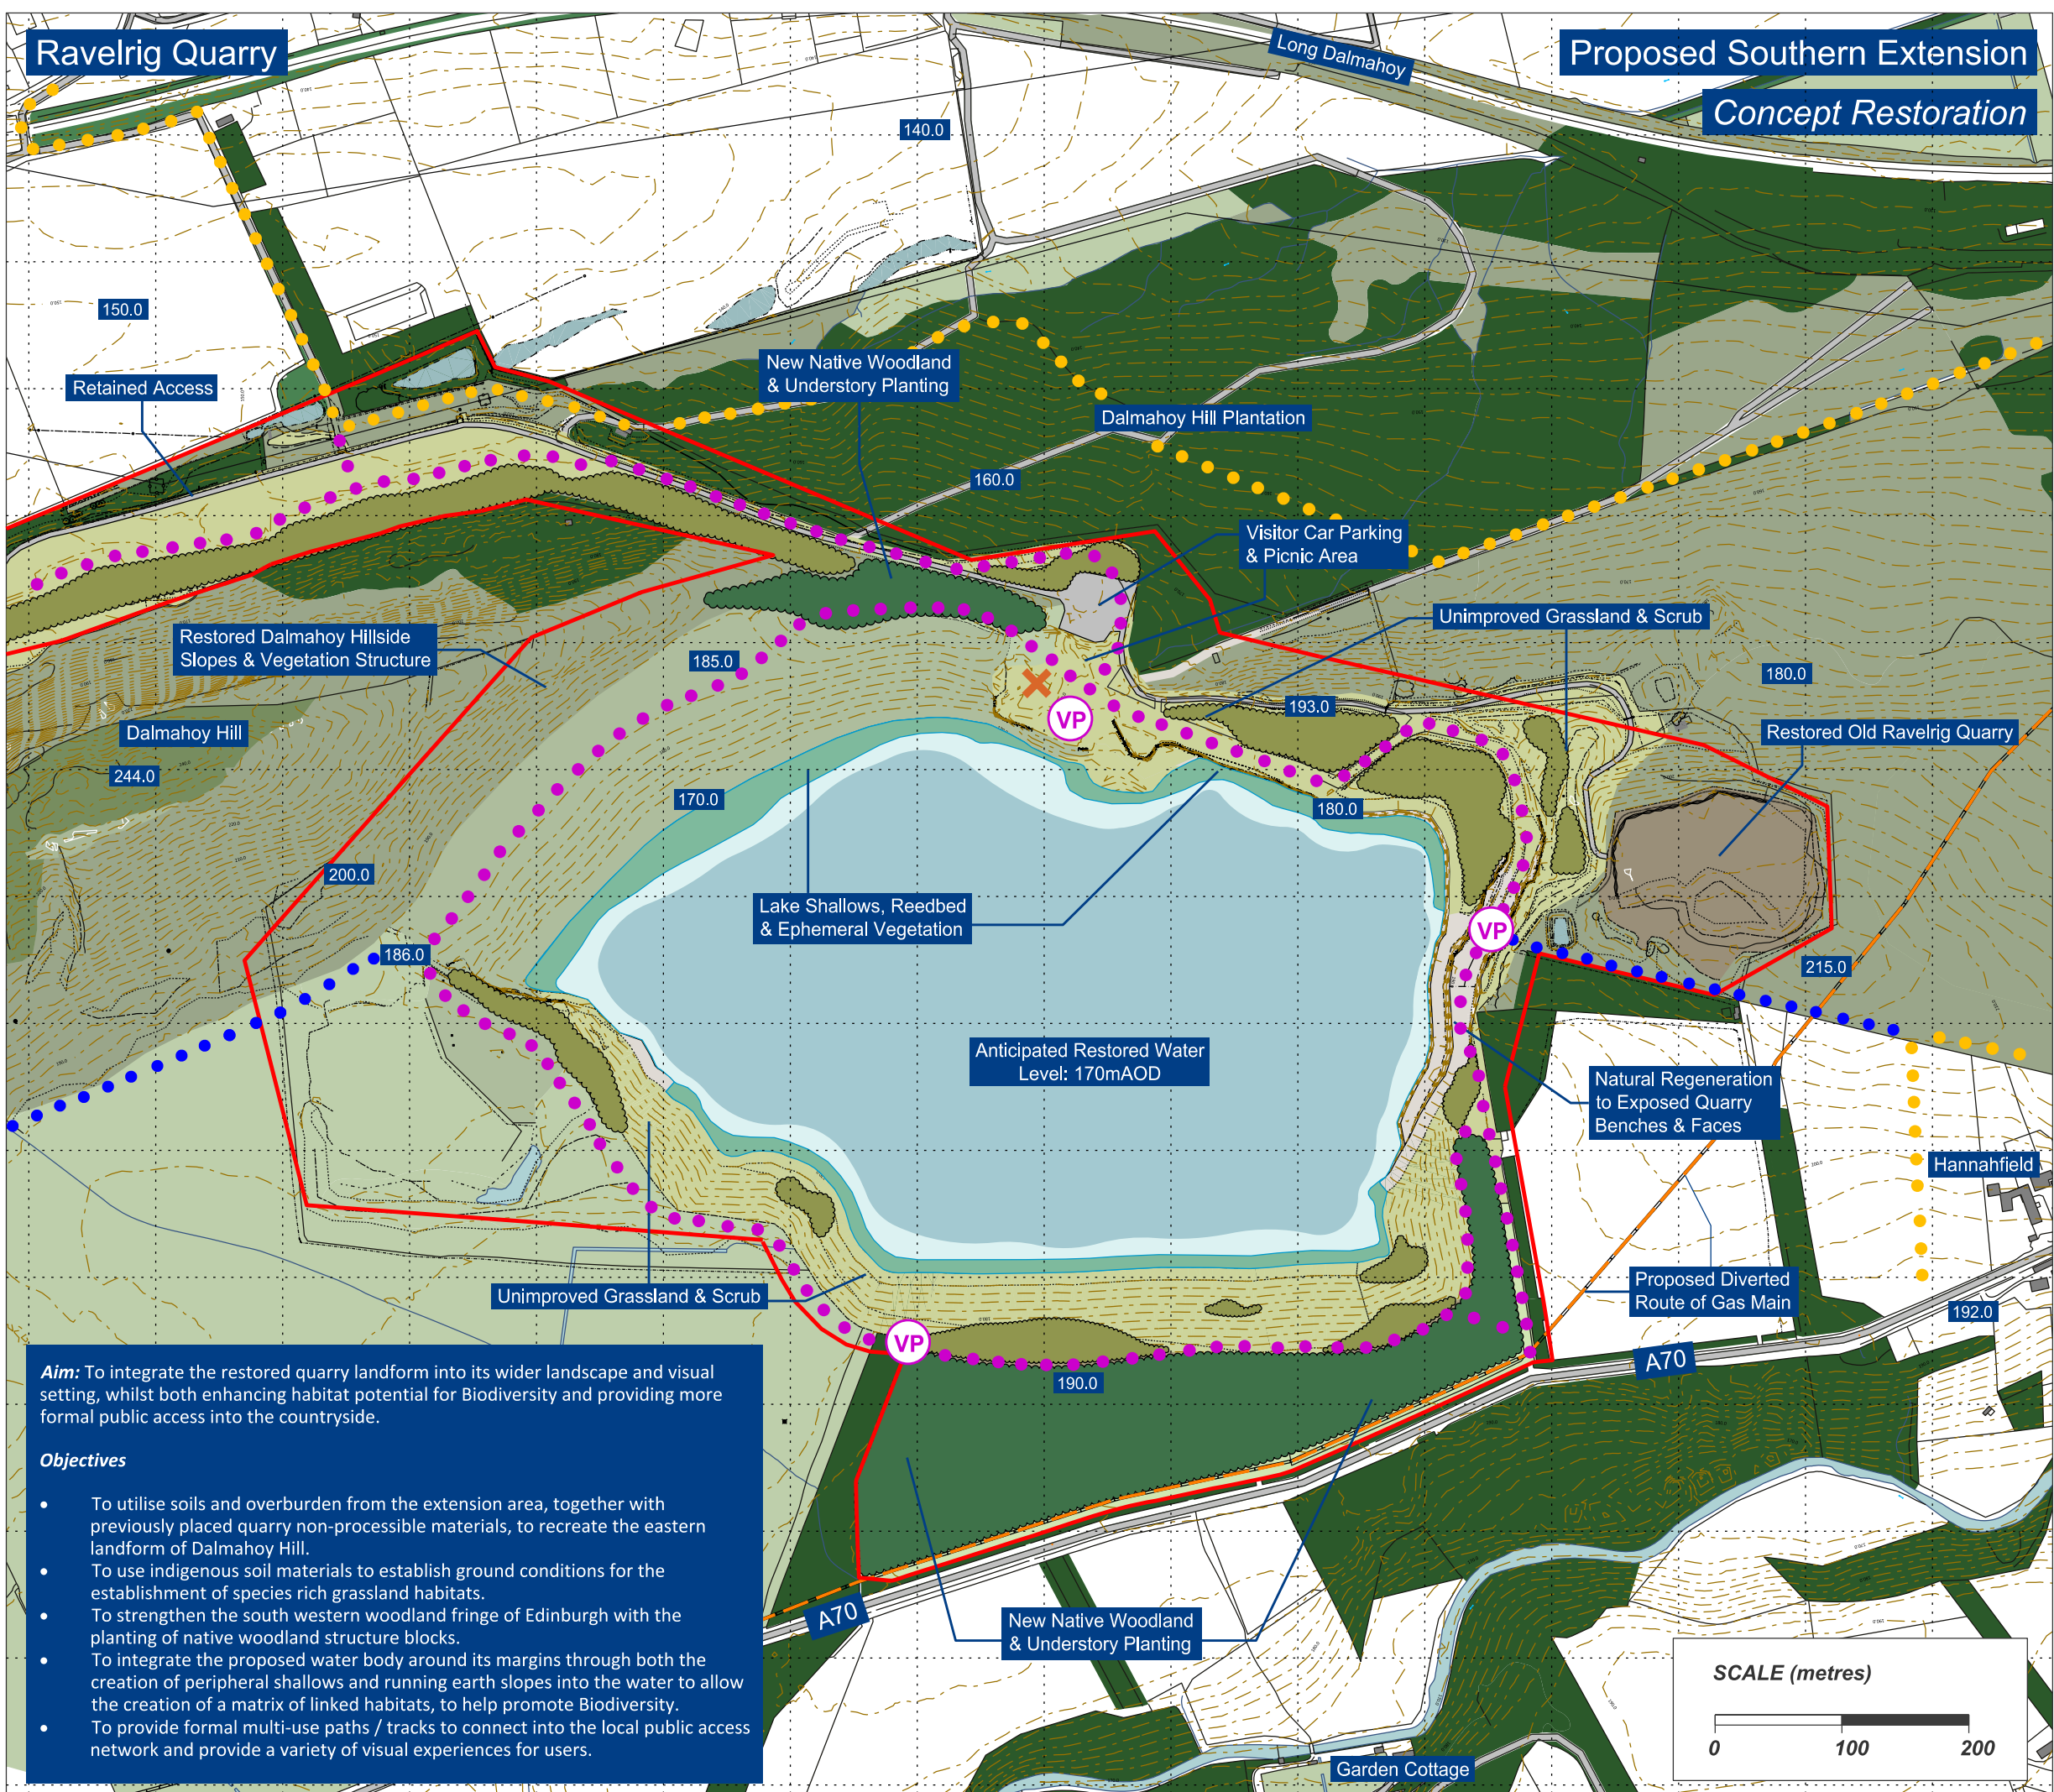 Ravelrig Quarry
Long Dalmahoy
Proposed Southern Extension
Concept Restoration
140.0
150.0
New Native Woodland
& Understory Planting
Retained Access
Dalmahoy Hill Plantation
160.0
Visitor Car Parking
& Picnic Area
Unimproved Grassland & Scrub
Restored Dalmahoy Hillside
Slopes & Vegetation Structure
185.0
180.0
193.0
VP
Dalmahoy Hill
Restored Old Ravelrig Quarry
244.0
170.0
180.0
200.0
Lake Shallows, Reedbed
& Ephemeral Vegetation
VP
186.0
215.0
Anticipated Restored Water
Level: 170mAOD
Natural Regeneration
to Exposed Quarry
Benches & Faces
Hannahfield
Unimproved Grassland & Scrub
Proposed Diverted
Route of Gas Main
192.0
VP
A70
190.0
Aim: To integrate the restored quarry landform into its wider landscape and visual
setting, whilst both enhancing habitat potential for Biodiversity and providing more
formal public access into the countryside.
Objectives
• To utilise soils and overburden from the extension area, together with
previously placed quarry non-processible materials, to recreate the eastern
landform of Dalmahoy Hill.
• To use indigenous soil materials to establish ground conditions for the
establishment of species rich grassland habitats.
• To strengthen the south western woodland fringe of Edinburgh with the
planting of native woodland structure blocks.
• To integrate the proposed water body around its margins through both the
creation of peripheral shallows and running earth slopes into the water to allow
the creation of a matrix of linked habitats, to help promote Biodiversity.
• To provide formal multi-use paths / tracks to connect into the local public access
network and provide a variety of visual experiences for users.
A70
New Native Woodland
& Understory Planting
SCALE (metres)
0 100 200
Garden Cottage